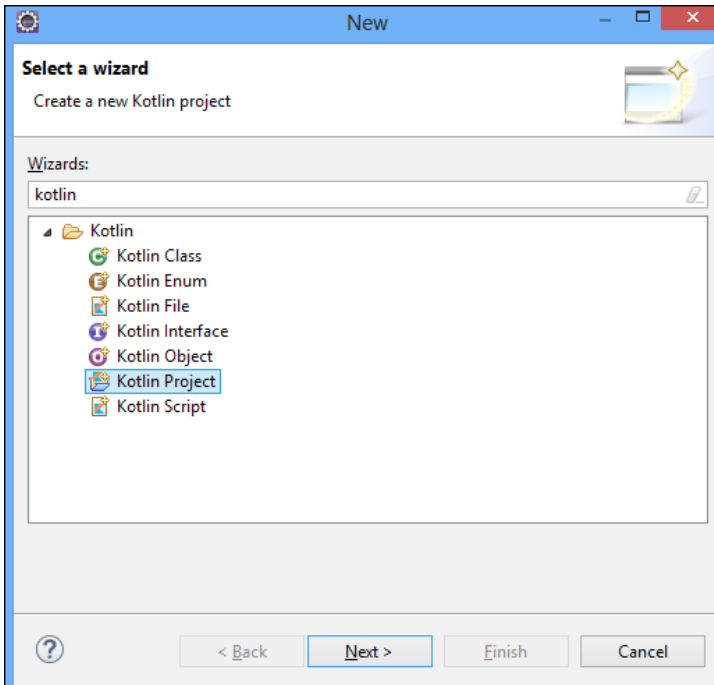 New
Select a wizard
Create a new Kotlin project
Wizards:
kotlin
Kotlin
Kotlin Class
Kotlin Enum
Kotlin File
Kotlin Interface
Kotlin Object
Kotlin Project
Kotlin Script
? < Back Next > Finish Cancel